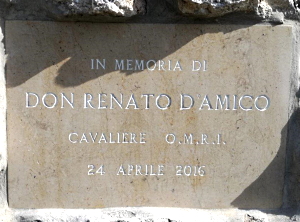 IN MEMORIA DI
DON RENATO D'AMICO
CAVALIERE O.M.R.I.
24 APRILE 2016